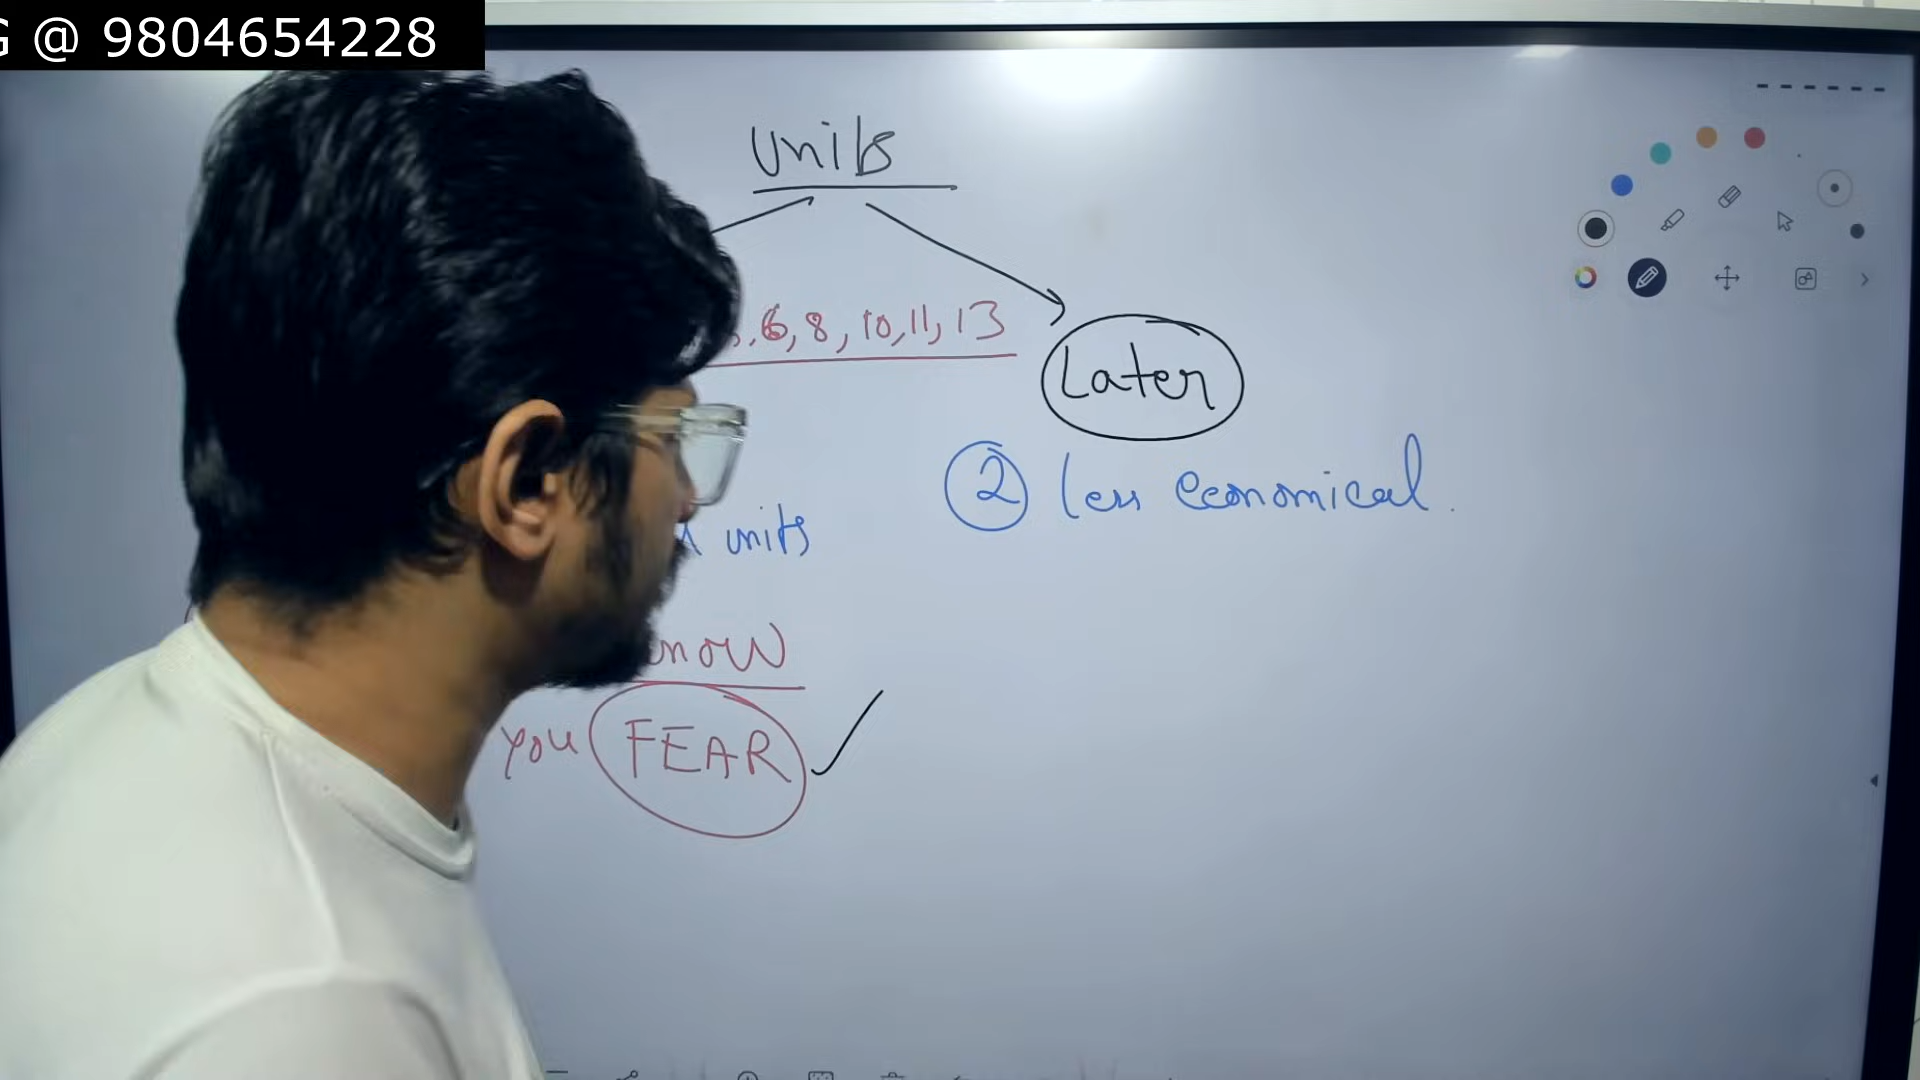 G @ 9804654228
Units
6, 8, 10, 11, 13
Later
② Less economical.
units
now
you FEAR ✓